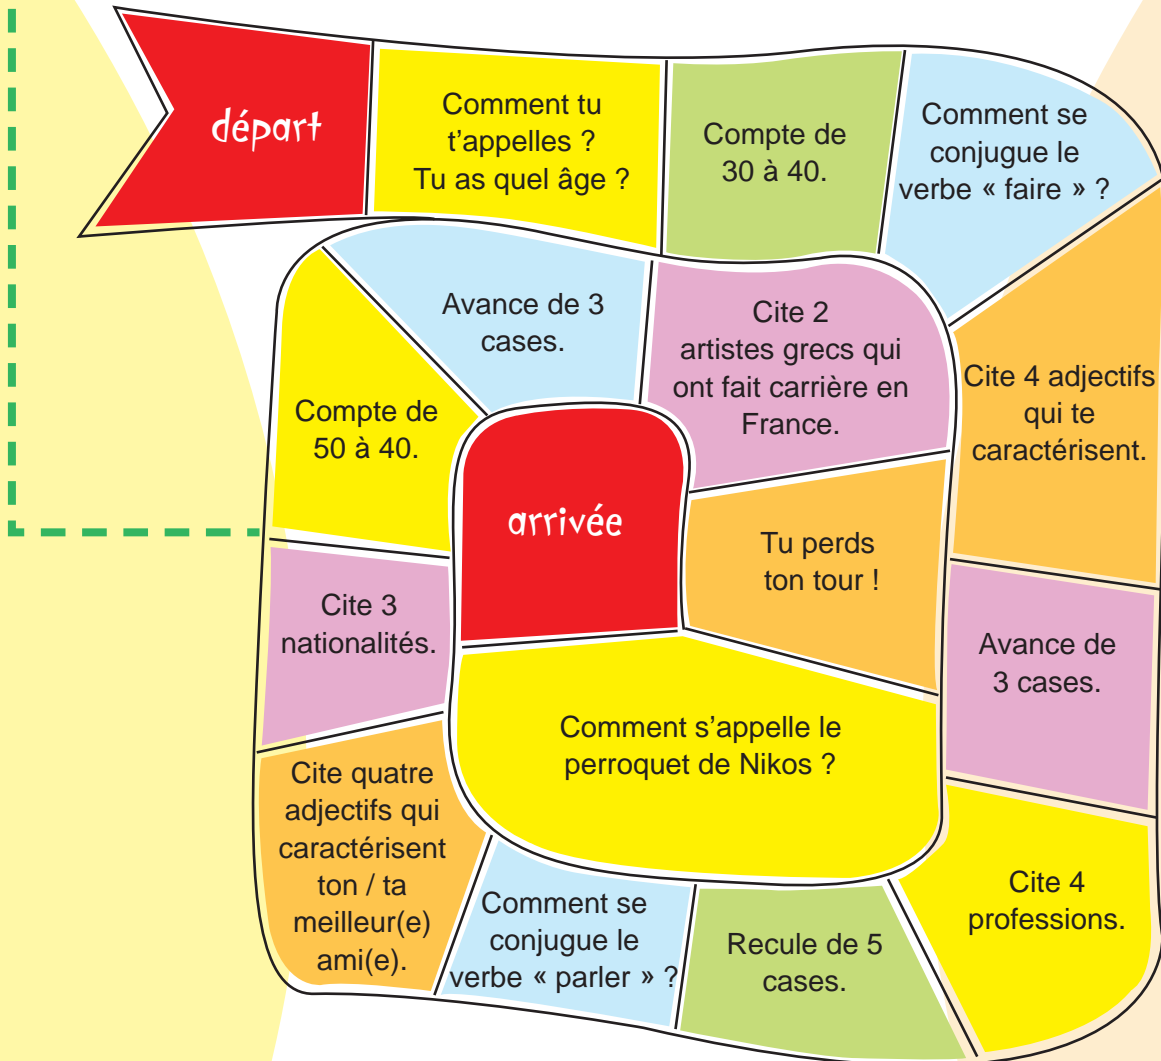 départ
Comment tu
t'appelles ?
Tu as quel âge ?
Compte de
30 à 40.
Comment se
conjugue le
verbe « faire » ?
Cite 4 adjectifs
qui te
caractérisent.
Avance de
3 cases.
Cite 4
professions.
Recule de 5
cases.
Comment se
conjugue le
verbe « parler » ?
Cite quatre
adjectifs qui
caractérisent
ton / ta
meilleur(e)
ami(e).
Cite 3
nationalités.
Compte de
50 à 40.
Avance de 3
cases.
Cite 2
artistes grecs qui
ont fait carrière en
France.
Tu perds
ton tour !
Comment s'appelle le
perroquet de Nikos ?
arrivée